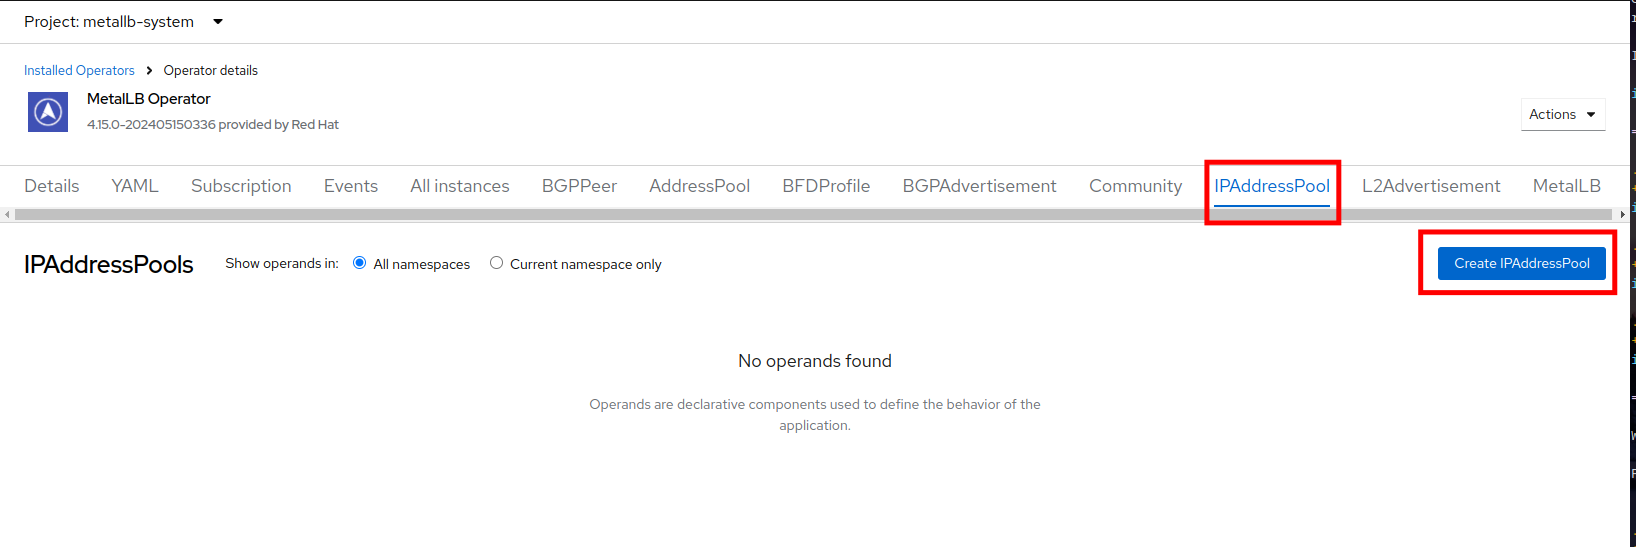 Project: metallb-system
Installed Operators > Operator details
MetalLB Operator
4.15.0-202405150336 provided by Red Hat
Actions
Details YAML Subscription Events All instances BGPPeer AddressPool BFDProfile BGPAdvertisement Community IPAddressPool L2Advertisement MetalLB
IPAddressPools Show operands in: All namespaces Current namespace only Create IPAddressPool
No operands found
Operands are declarative components used to define the behavior of the
application.